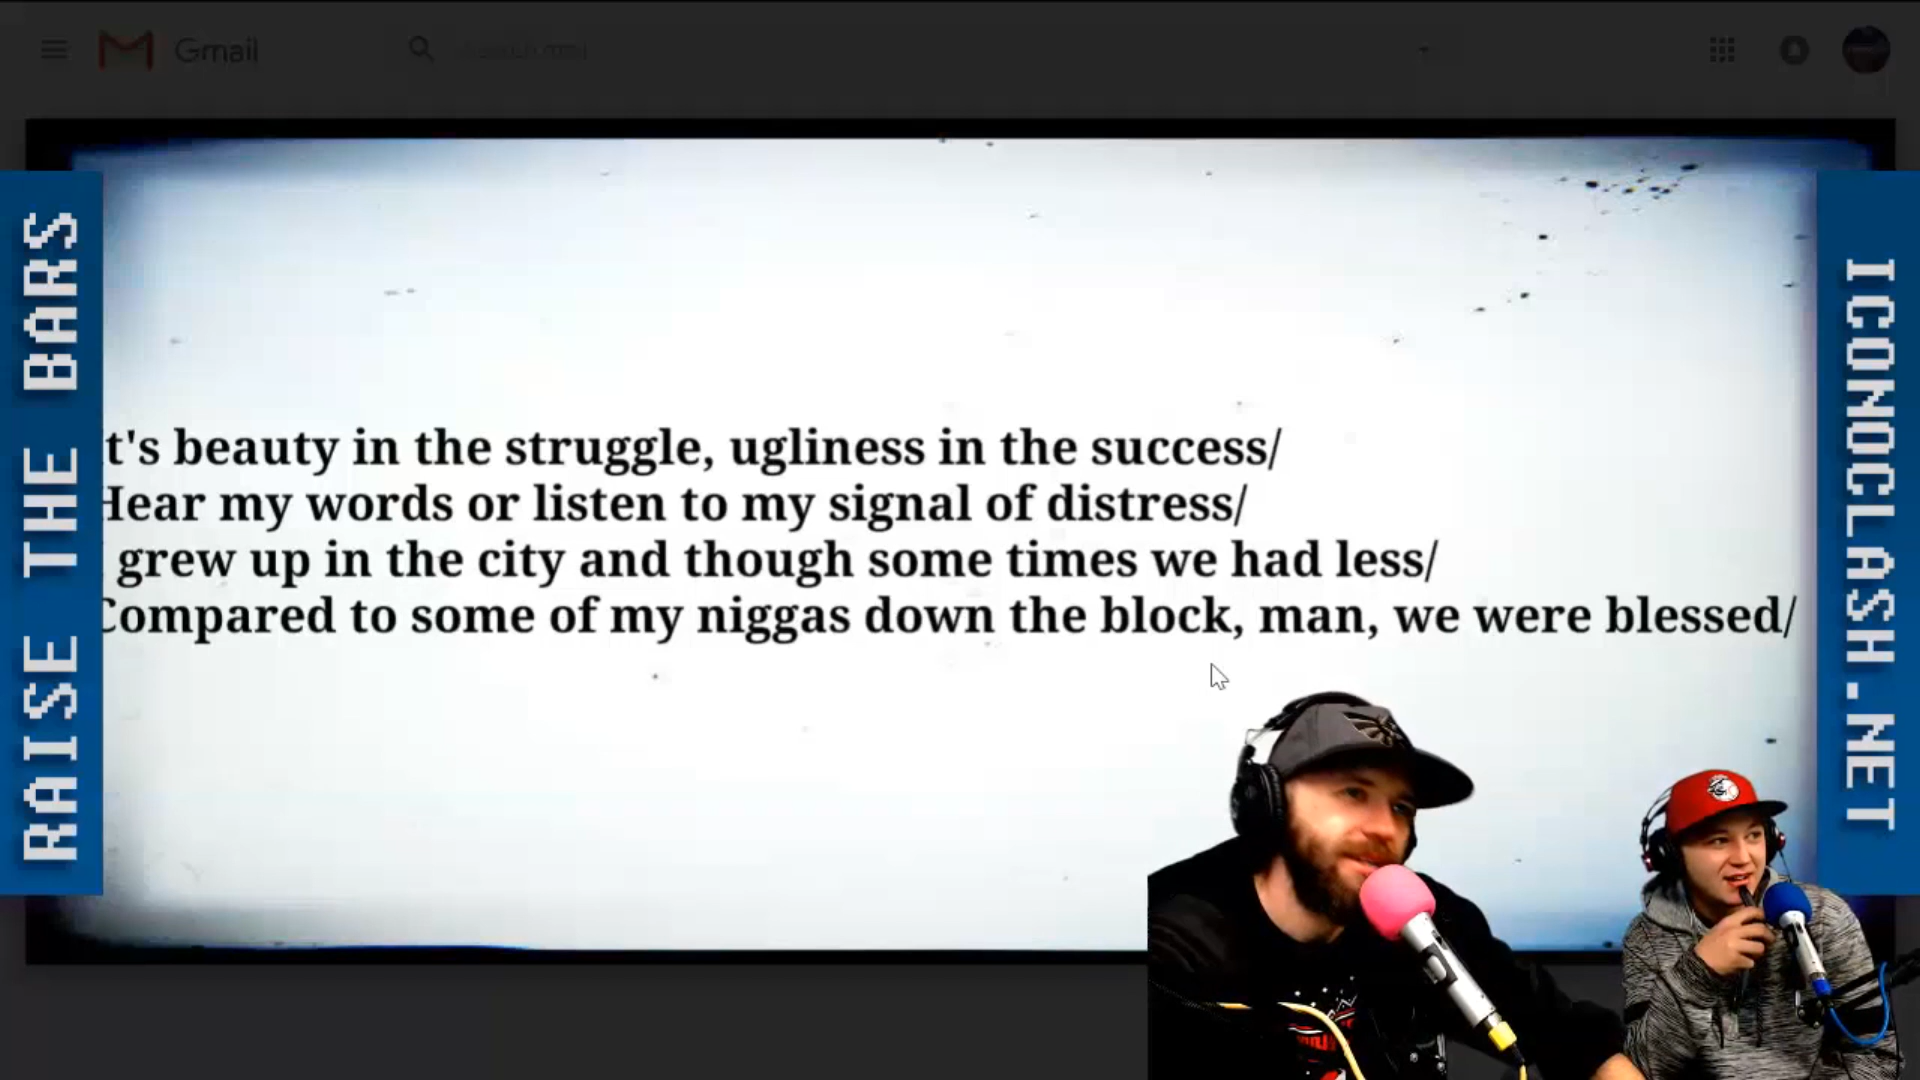 Gmail
RAISE THE BARS
t's beauty in the struggle, ugliness in the success/
Hear my words or listen to my signal of distress/
grew up in the city and though some times we had less/
Compared to some of my niggas down the block, man, we were blessed/
ICONOCLASH.NET